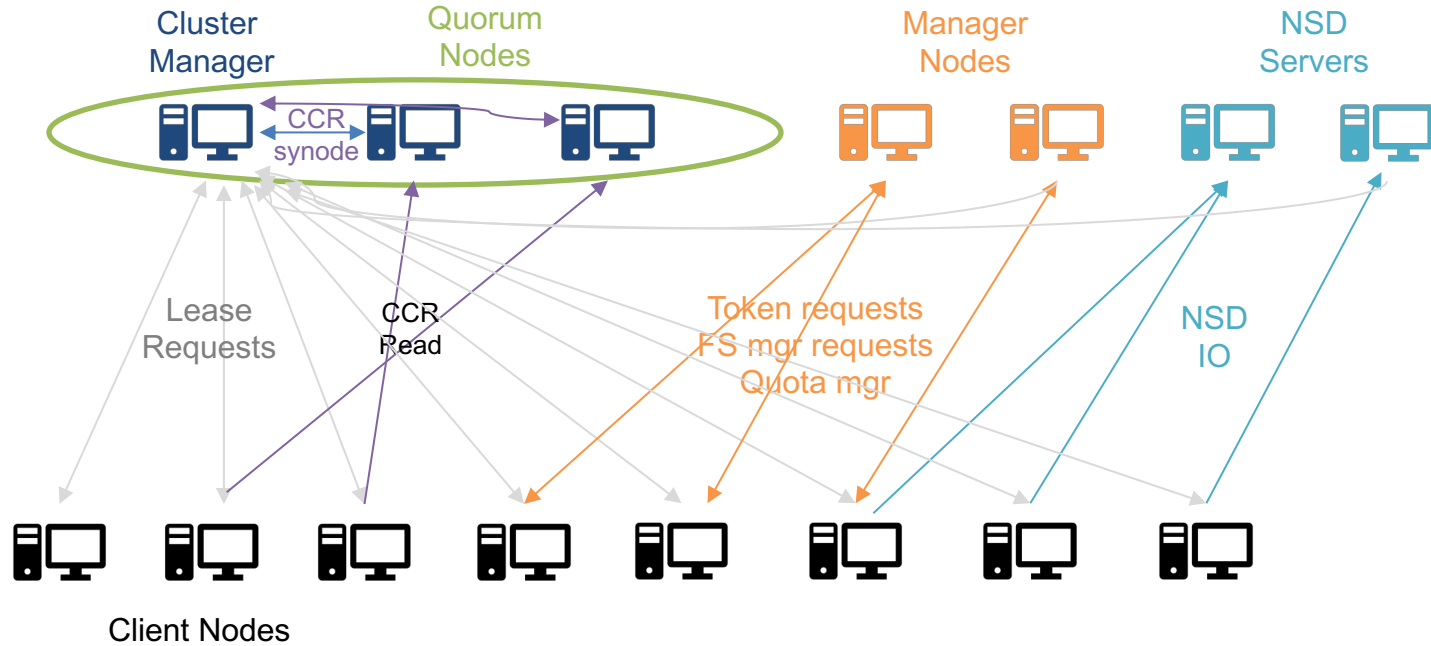 Cluster
Manager
Quorum
Nodes
Manager
Nodes
NSD
Servers
CCR
synode
Lease
Requests
CCR
Read
Token requests
FS mgr requests
Quota mgr
NSD
IO
Client Nodes